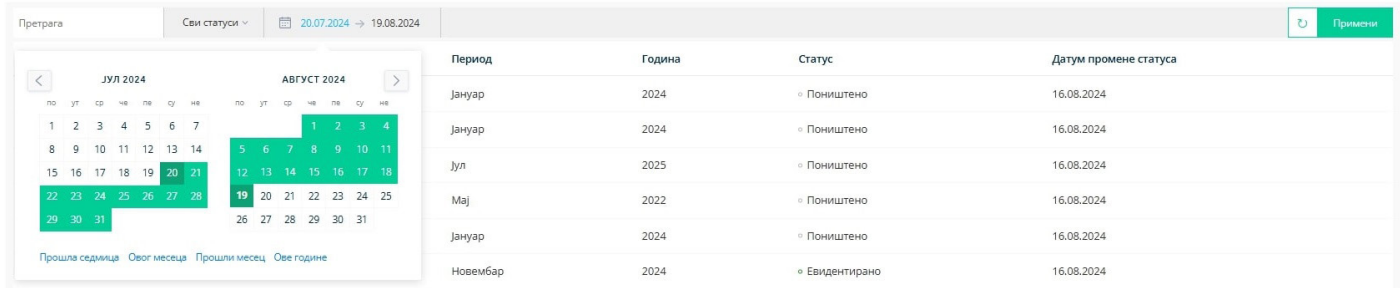 Претрага Сви статуси 20.07.2024 → 19.08.2024 Примени
Период Година Статус Датум промене статуса
ЈУЛ 2024 АВГУСТ 2024
по ут ср че пе су не по ут ср че пе су не
1 2 3 4 5 6 7 1 2 3 4
8 9 10 11 12 13 14 5 6 7 8 9 10 11
15 16 17 18 19 20 21 12 13 14 15 16 17 18
22 23 24 25 26 27 28 19 20 21 22 23 24 25
29 30 31 26 27 28 29 30 31
Прошла седмица Овог месеца Прошли месец Ове године
Јануар 2024 Поништено 16.08.2024
Јануар 2024 Поништено 16.08.2024
Јул 2025 Поништено 16.08.2024
Мај 2022 Поништено 16.08.2024
Јануар 2024 Поништено 16.08.2024
Новембар 2024 Евидентирано 16.08.2024